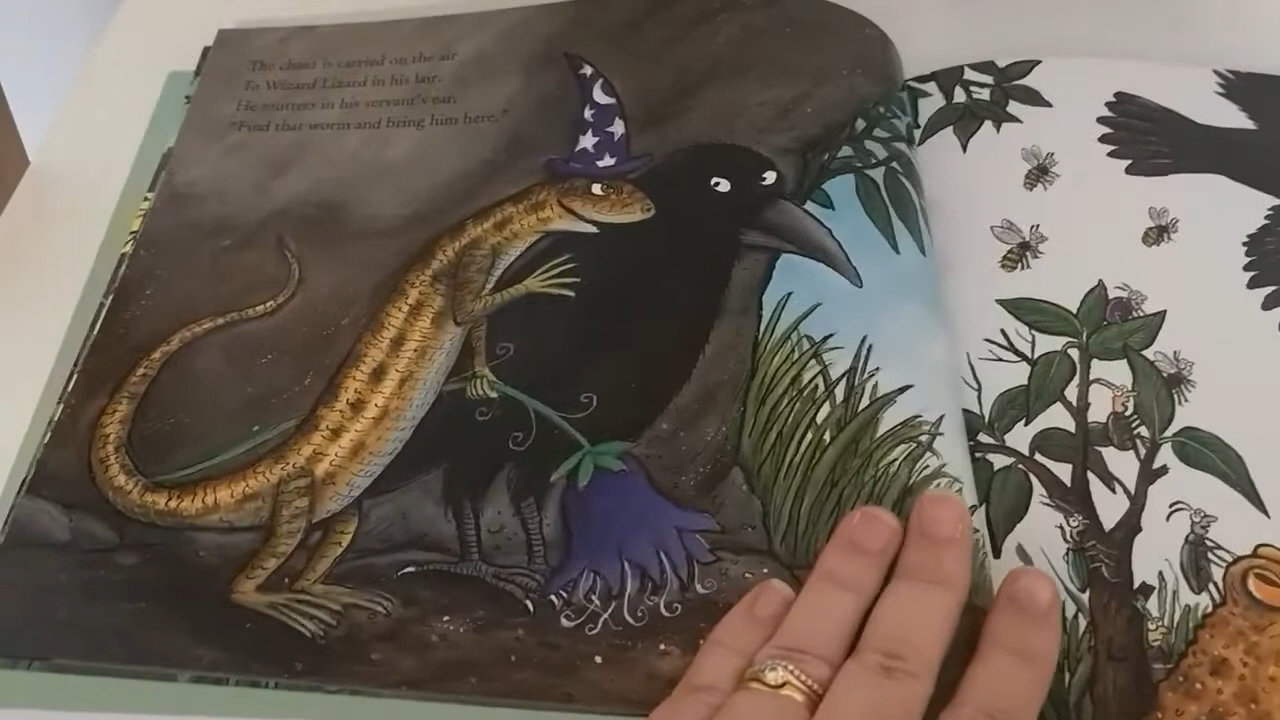 The chant is carried on the air
To Wizard Lizard in his lair.
He mutters in his servant's ear,
"Find that worm and bring him here."